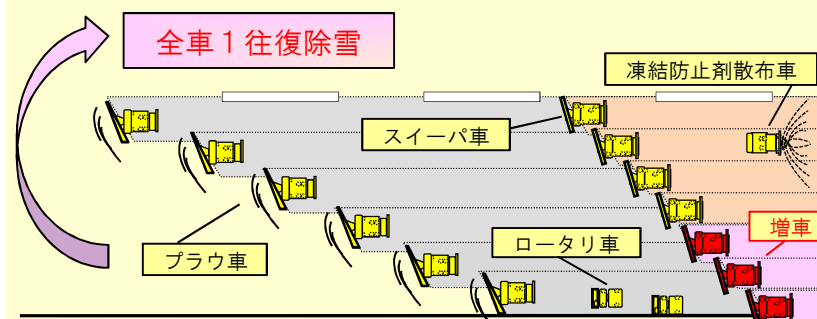 全車１往復除雪
凍結防止剤散布車
スイーパ車
ロータリ車
増車
プラウ車